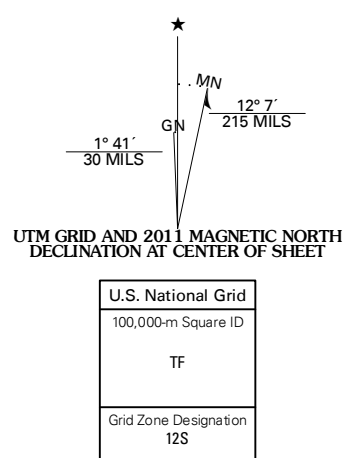 ★
MN
12° 7´
215 MILS
GN
1° 41´
30 MILS
UTM GRID AND 2011 MAGNETIC NORTH
DECLINATION AT CENTER OF SHEET
U.S. National Grid
100,000-m Square ID
TF
Grid Zone Designation
12S